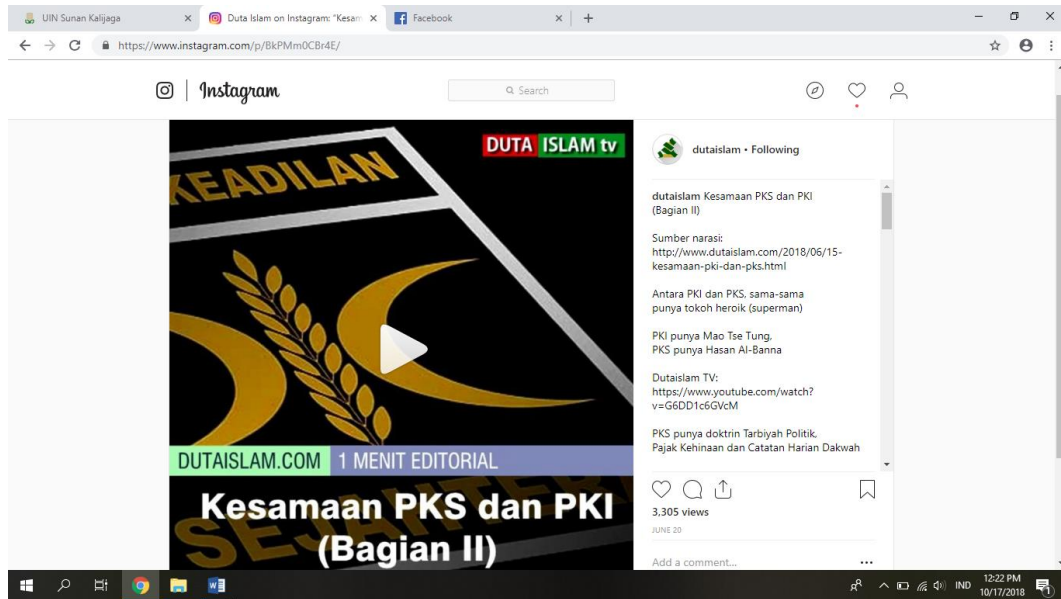 UIN Sunan Kalijaga
Duta Islam on Instagram: "Kesam
Facebook
https://www.instagram.com/p/BkPMm0CBr4E/
Instagram
Search
KEADILAN
DUTA ISLAM tv
DUTAISLAM.COM 1 MENIT EDITORIAL
SEJAHTERA
Kesamaan PKS dan PKI
(Bagian II)
dutaislam • Following
dutaislam Kesamaan PKS dan PKI
(Bagian II)
Sumber narasi:
http://www.dutaislam.com/2018/06/15-
kesamaan-pki-dan-pks.html
Antara PKI dan PKS, sama-sama
punya tokoh heroik (superman)
PKI punya Mao Tse Tung,
PKS punya Hasan Al-Banna
Dutaislam TV:
https://www.youtube.com/watch?
v=G6DD1c6GVcM
PKS punya doktrin Tarbiyah Politik,
Pajak Kehinaan dan Catatan Harian Dakwah
3,305 views
JUNE 20
Add a comment...
IND
12:22 PM
10/17/2018